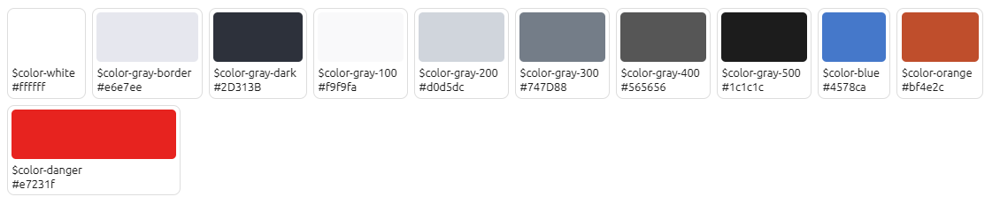 $color-white
#ffffff
$color-gray-border
#e6e7ee
$color-gray-dark
#2D313B
$color-gray-100
#f9f9fa
$color-gray-200
#d0d5dc
$color-gray-300
#747D88
$color-gray-400
#565656
$color-gray-500
#1c1c1c
$color-blue
#4578ca
$color-orange
#bf4e2c
$color-danger
#e7231f